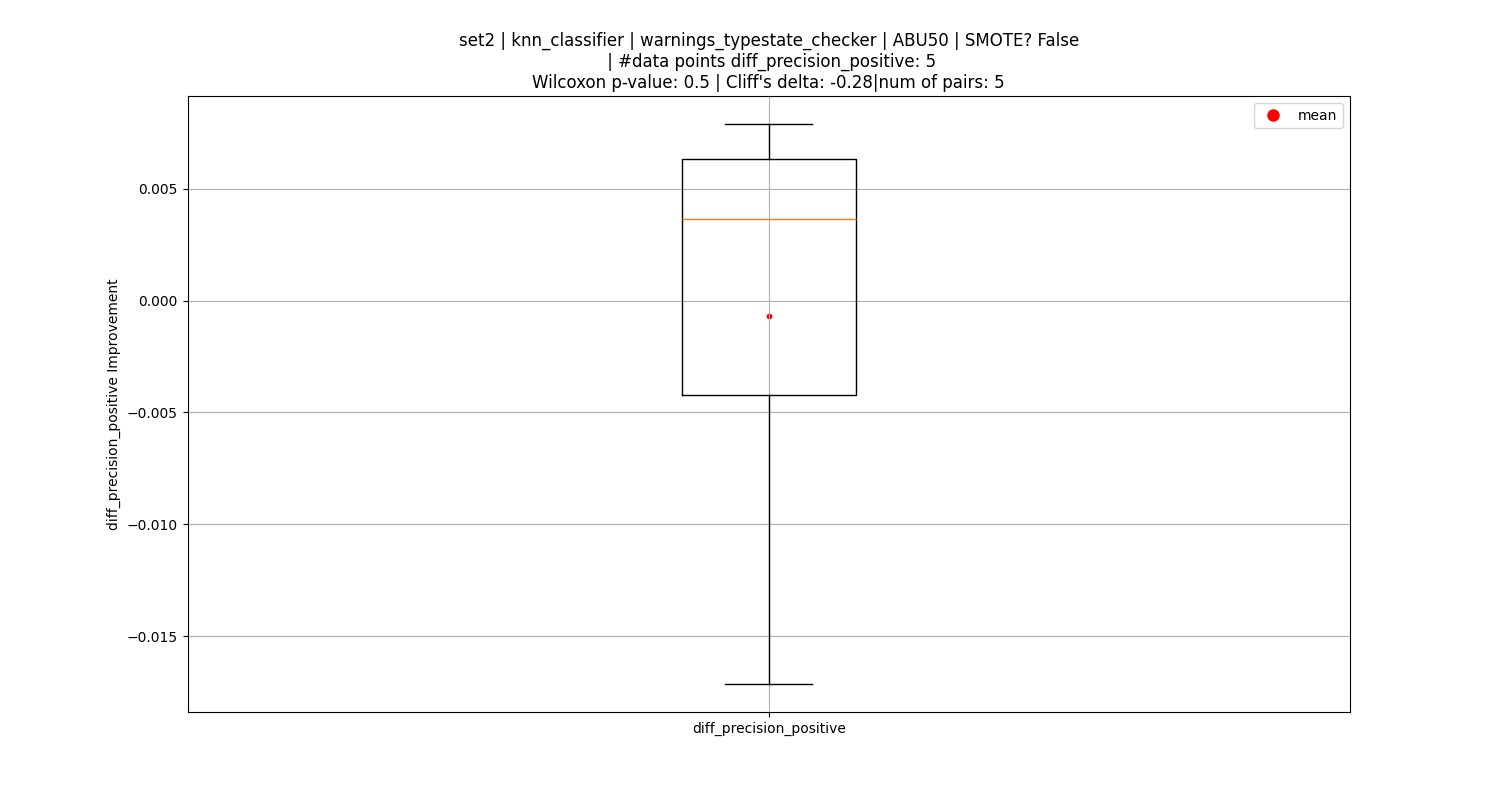 set2 | knn_classifier | warnings_typestate_checker | ABU50 | SMOTE? False
| #data points diff_precision_positive: 5
Wilcoxon p-value: 0.5 | Cliff's delta: -0.28|num of pairs: 5
mean
diff_precision_positive Improvement
0.005
0.000
−0.005
−0.010
−0.015
diff_precision_positive